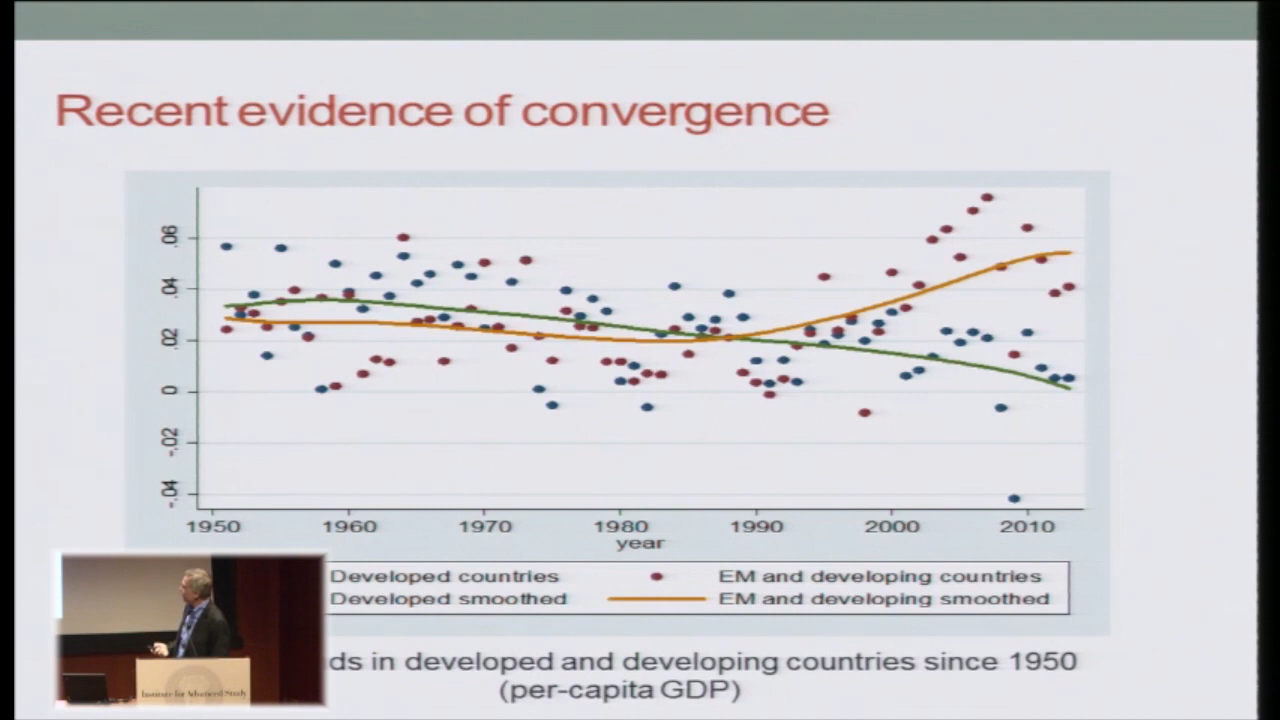 Recent evidence of convergence
.06
.04
.02
0
-.02
-.04
1950 1960 1970 1980 1990 2000 2010
year
Developed countries EM and developing countries
Developed smoothed EM and developing smoothed
ds in developed and developing countries since 1950
(per-capita GDP)
Institute for Advanced Study